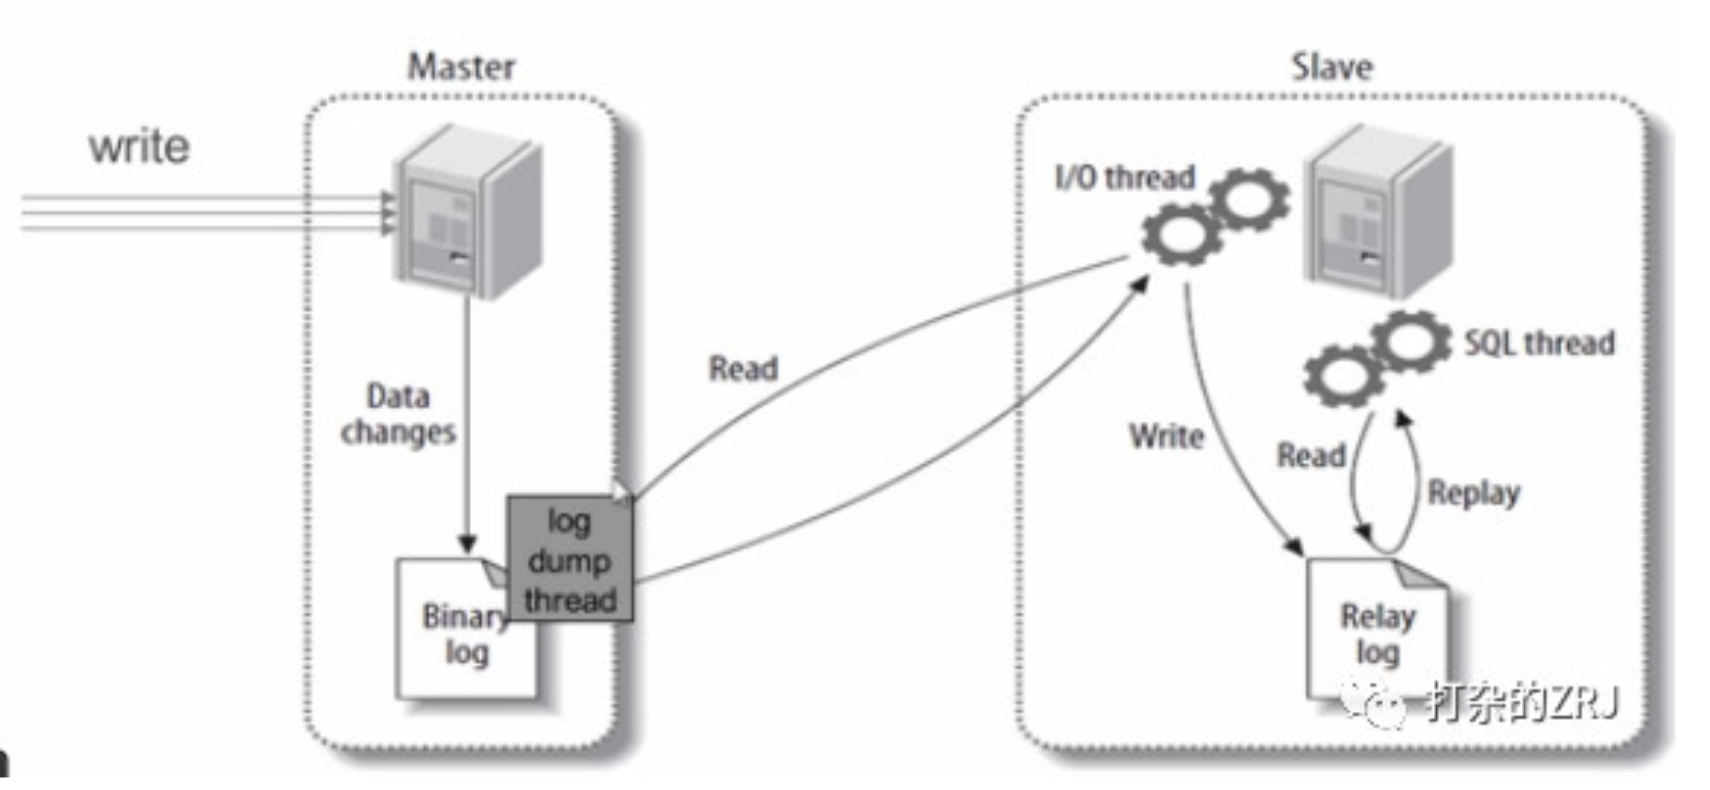 Master
Slave
write
I/O thread
SQL thread
Read
Data
changes
Write
Read
Replay
log
dump
thread
Binary
log
Relay
log
打杂的ZRJ